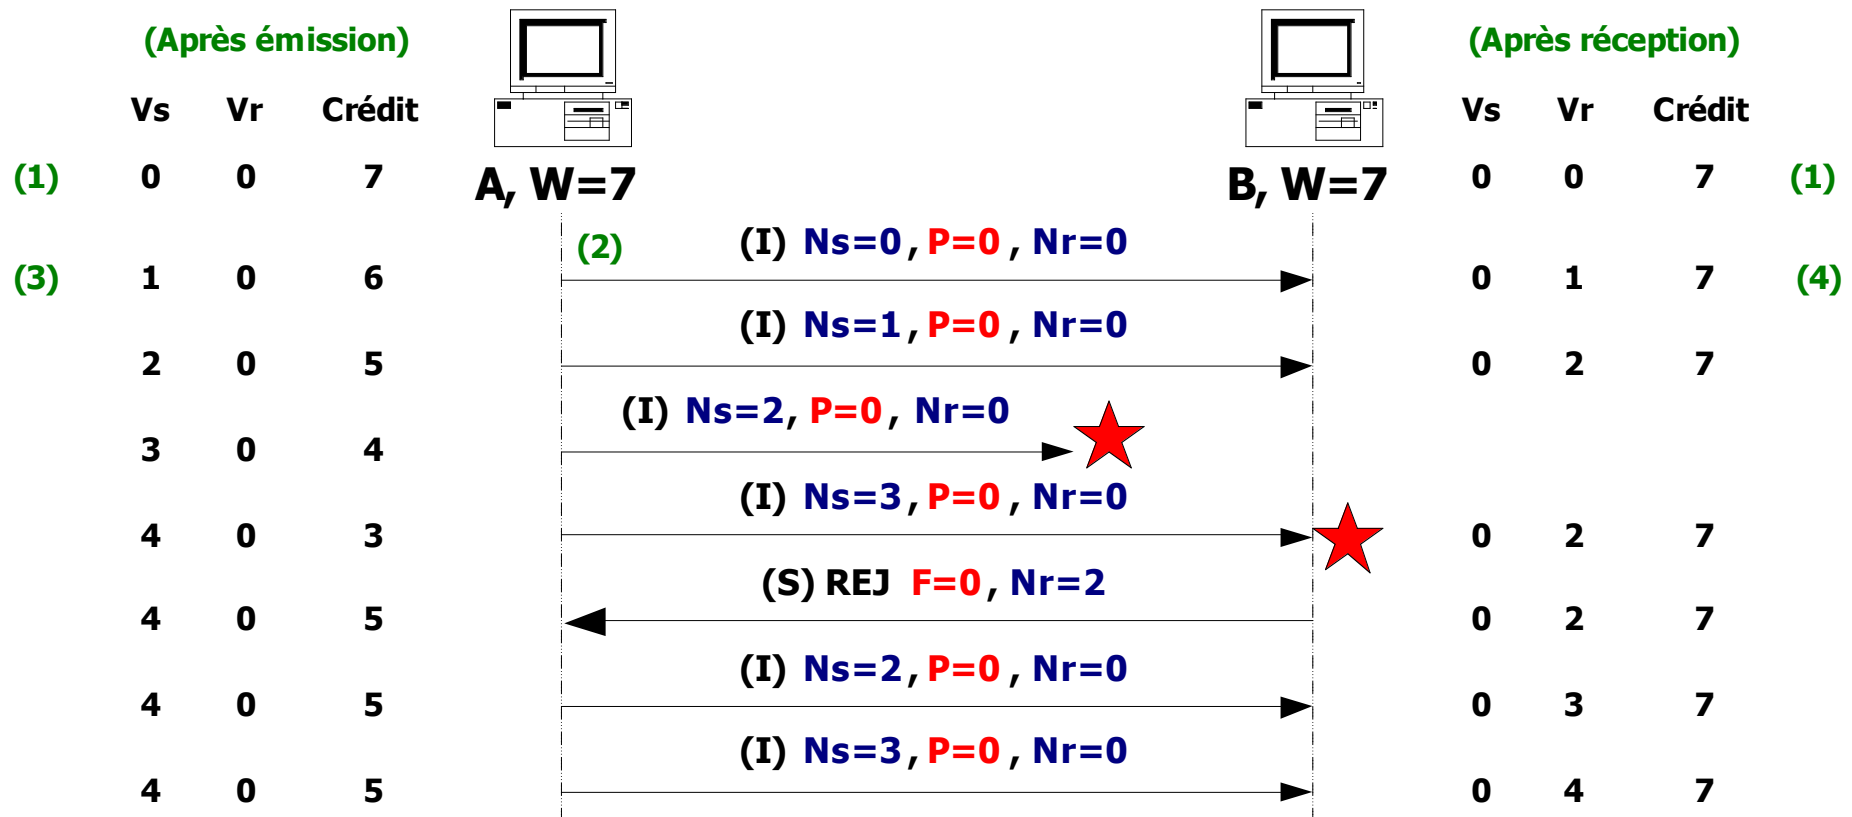 (Après émission) (Après réception)
Vs Vr Crédit Vs Vr Crédit
(1) 0 0 7 A, W=7 B, W=7 0 0 7 (1)
(2) (I) Ns=0, P=0, Nr=0
(3) 1 0 6 0 1 7 (4)
(I) Ns=1, P=0, Nr=0
2 0 5 0 2 7
(I) Ns=2, P=0, Nr=0
3 0 4
(I) Ns=3, P=0, Nr=0
4 0 3 0 2 7
(S) REJ F=0, Nr=2
4 0 5 0 2 7
(I) Ns=2, P=0, Nr=0
4 0 5 0 3 7
(I) Ns=3, P=0, Nr=0
4 0 5 0 4 7